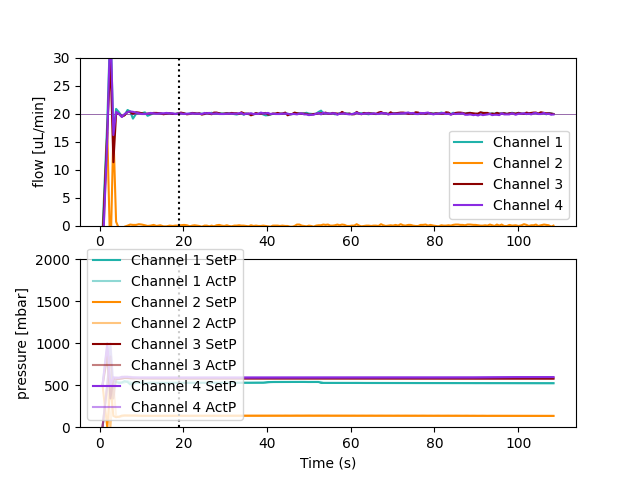 30
25
20
15
10
5
0
flow [uL/min]
Channel 1
Channel 2
Channel 3
Channel 4
0 20 40 60 80 100
2000
1500
1000
500
0
pressure [mbar]
Channel 1 SetP
Channel 1 ActP
Channel 2 SetP
Channel 2 ActP
Channel 3 SetP
Channel 3 ActP
Channel 4 SetP
Channel 4 ActP
0 20 40 60 80 100
Time (s)